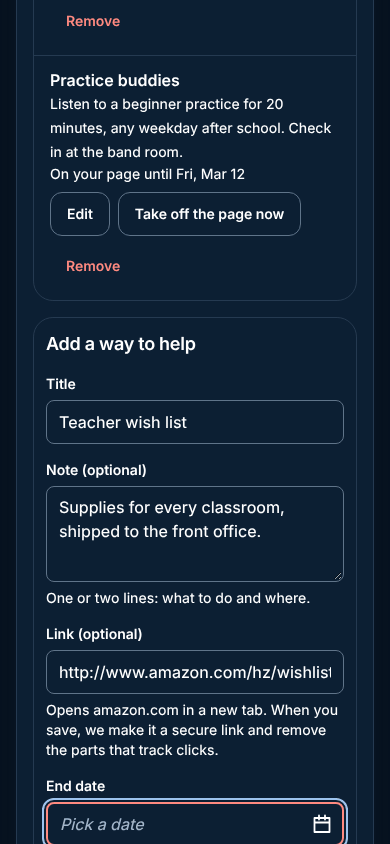 Remove
Practice buddies
Listen to a beginner practice for 20
minutes, any weekday after school. Check
in at the band room.
On your page until Fri, Mar 12
Edit
Take off the page now
Remove
Add a way to help
Title
Teacher wish list
Note (optional)
Supplies for every classroom,
shipped to the front office.
One or two lines: what to do and where.
Link (optional)
http://www.amazon.com/hz/wishlist
Opens amazon.com in a new tab. When you
save, we make it a secure link and remove
the parts that track clicks.
End date
Pick a date